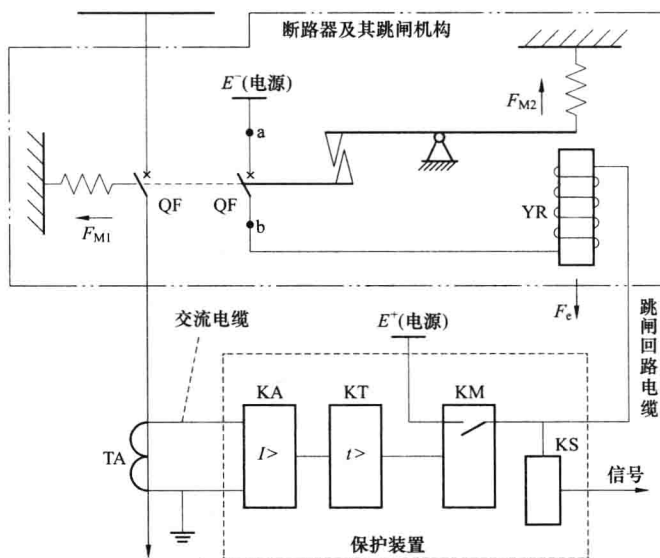 断路器及其跳闸机构
E⁻(电源)
a
F_M2
QF
QF
F_M1
b
YR
F_e
交流电缆
E⁺(电源)
跳闸回路电缆
KA
KT
KM
KS
TA
I>
t>
信号
保护装置